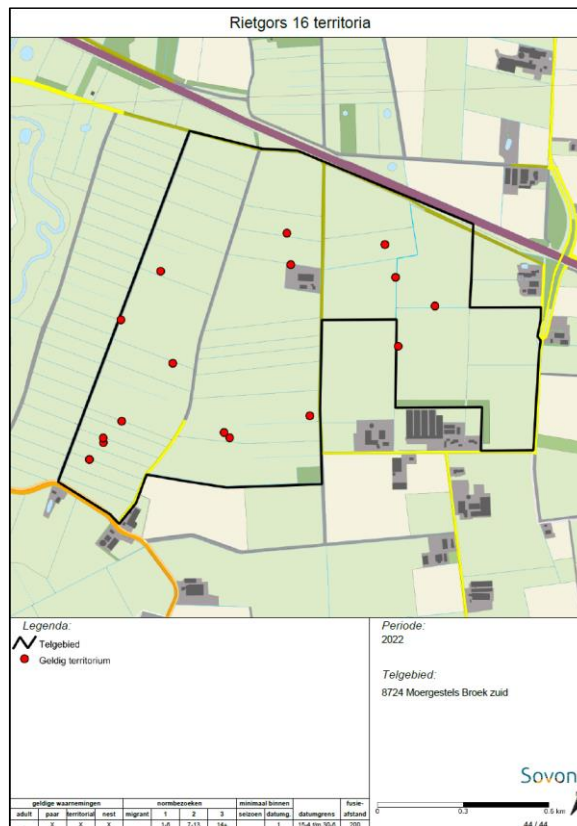 Rietgors 16 territoria
Legenda:
Telgebied
Geldig territorium
Periode:
2022
Telgebied:
8724 Moergestels Broek zuid
Sovon
0 0.3 0.6 km
44 / 44
geldige waarnemingen normbezoeken minimaal binnen fusie-
adult paar territoriaal nest migrant 1 2 3 seizoen datumg. datumgrens afstand
X X X 1-6 7-13 14+ 1 15-4 t/m 30-6 200